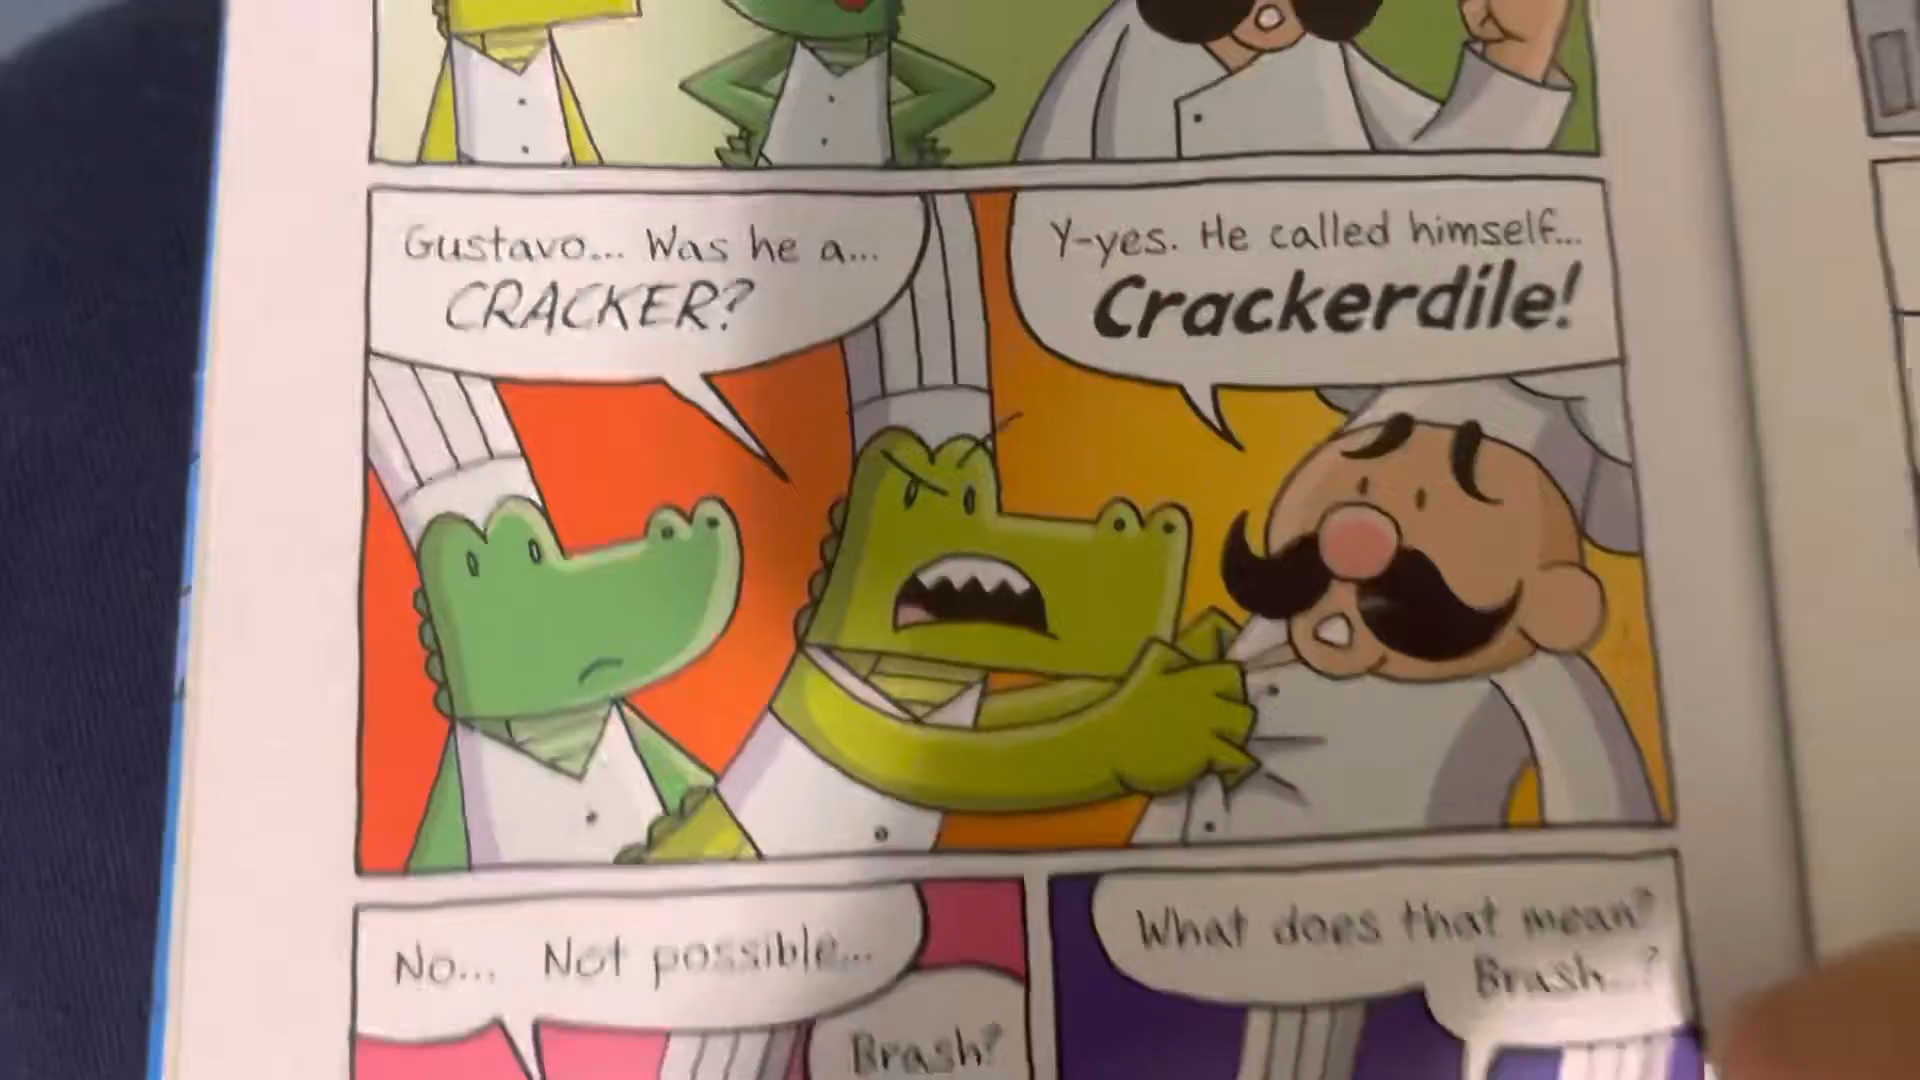 Gustavo... Was he a...
CRACKER?
Y-yes. He called himself...
Crackerdile!
No... Not possible...
Brash?
What does that mean?
Brash...?